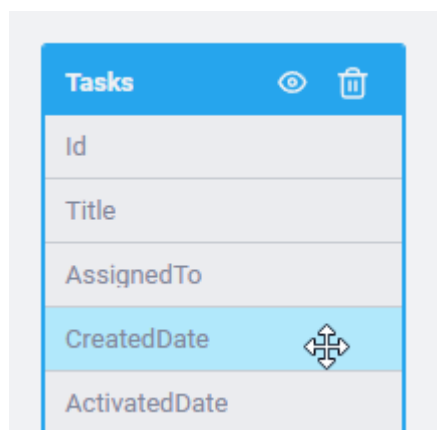 Tasks
Id
Title
AssignedTo
CreatedDate
ActivatedDate